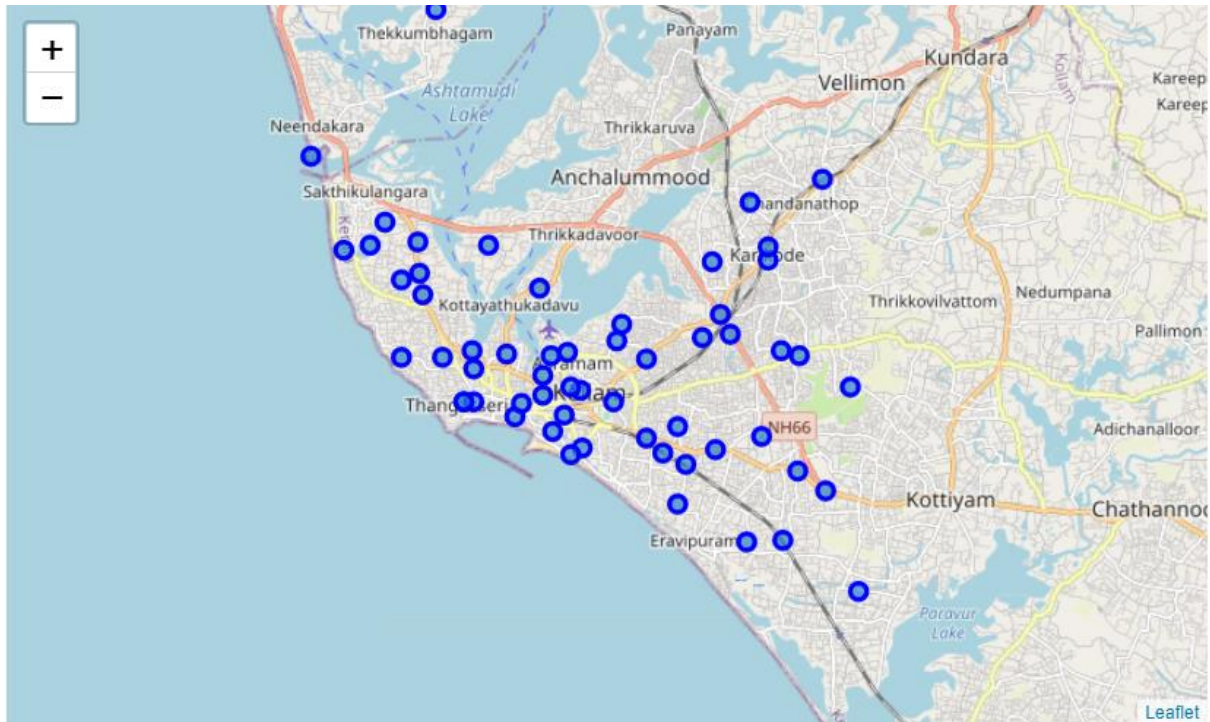 +
−
Thekkumbhagam
Panayam
Kundara
Kollam
Vellimon
Kareep
Kareep
Ashtamudi
Lake
Neendakara
Thrikkaruva
Sakthikulangara
Anchalummood
Thrikkadavoor
Kottayathukadavu
Thrikkovilvattom
Nedumpana
Pallimon
NH66
Adichanalloor
Kottiyam
Chathannoo
Eravipuram
Paravur
Lake
Leaflet